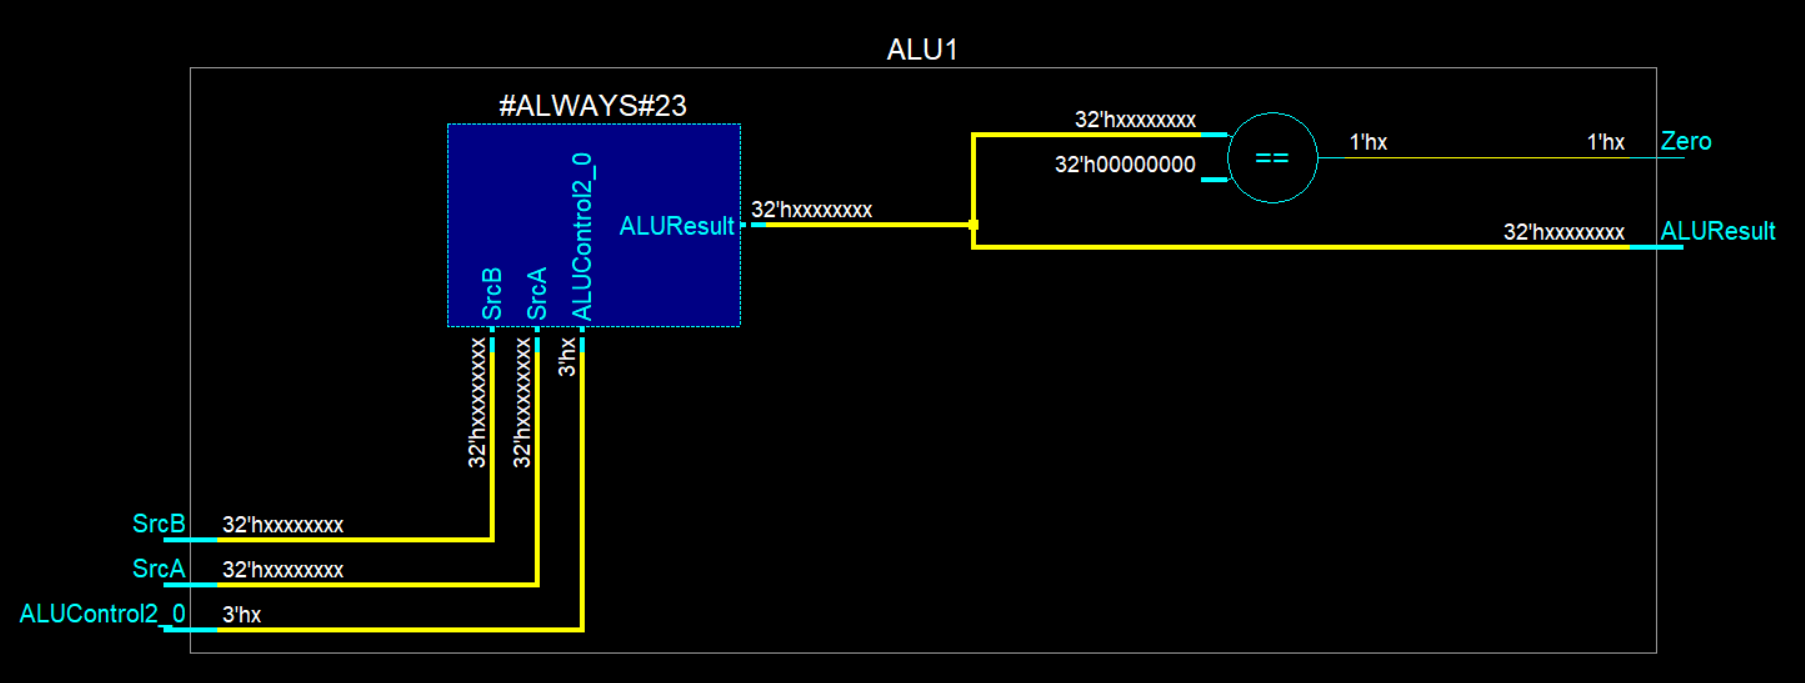 ALU1
#ALWAYS#23
32'hxxxxxxxx
==
1'hx
1'hx
Zero
32'h00000000
ALUControl2_0
ALUResult
32'hxxxxxxxx
32'hxxxxxxxx
ALUResult
SrcB
SrcA
32'hxxxxxxxx
32'hxxxxxxxx
3'hx
SrcB
32'hxxxxxxxx
SrcA
32'hxxxxxxxx
ALUControl2_0
3'hx